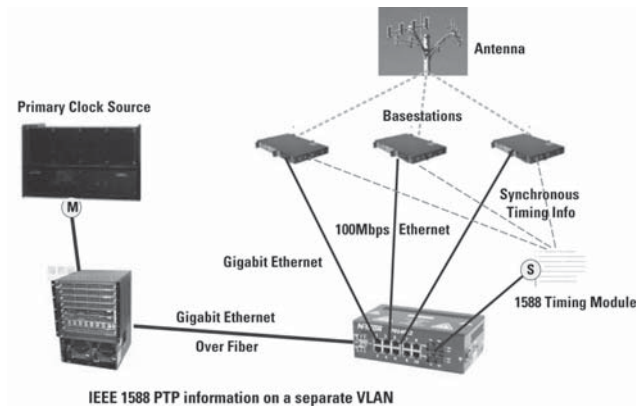 Antenna
Primary Clock Source
Basestations
M
Synchronous
Timing Info
100Mbps Ethernet
Gigabit Ethernet
S
1588 Timing Module
Gigabit Ethernet
Over Fiber
IEEE 1588 PTP information on a separate VLAN